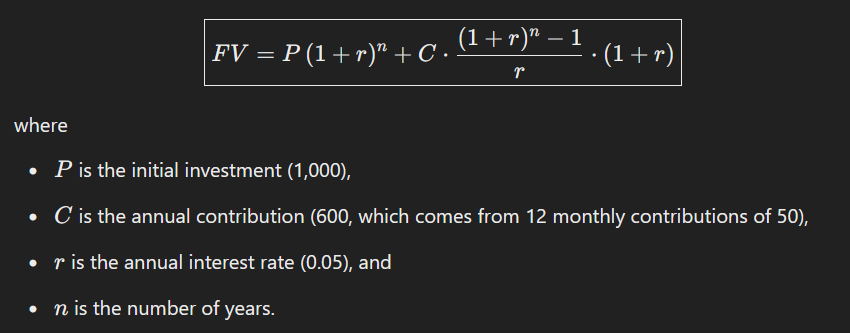 FV = P (1 + r)^n + C · \frac{(1 + r)^n − 1}{r} · (1 + r)
where
• P is the initial investment (1,000),
• C is the annual contribution (600, which comes from 12 monthly contributions of 50),
• r is the annual interest rate (0.05), and
• n is the number of years.